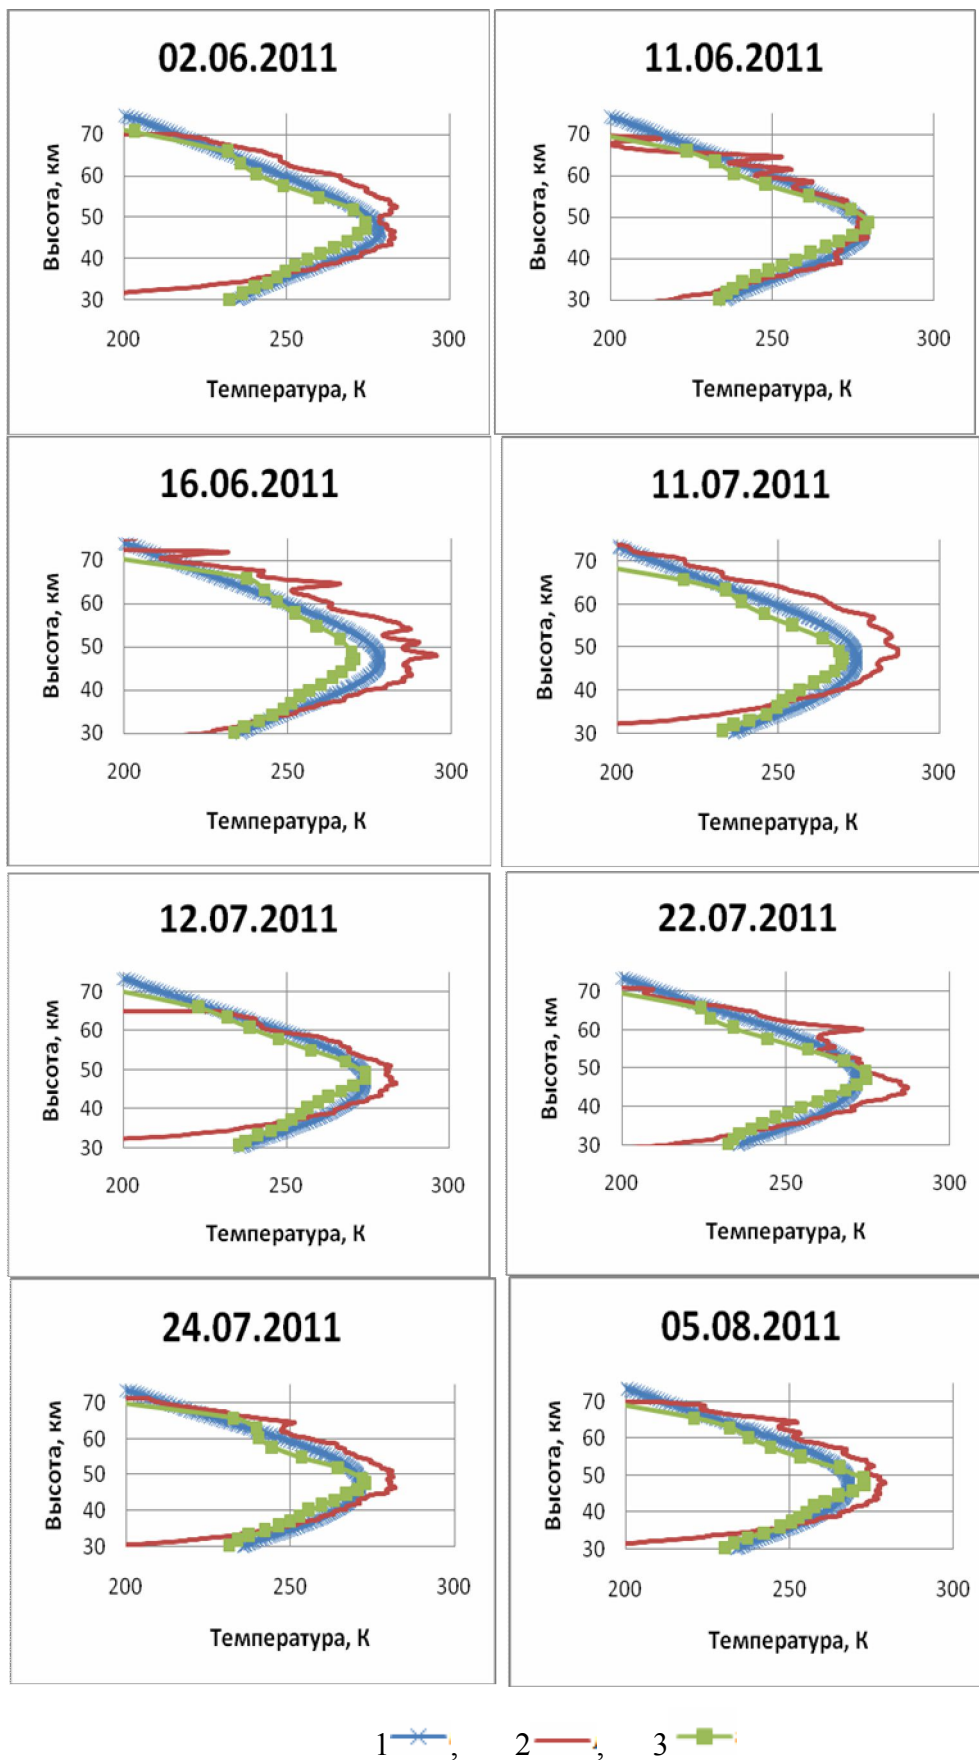 02.06.2011
Высота, км
70
60
50
40
30
200 250 300
Температура, К
11.06.2011
Высота, км
70
60
50
40
30
200 250 300
Температура, К
16.06.2011
Высота, км
70
60
50
40
30
200 250 300
Температура, К
11.07.2011
Высота, км
70
60
50
40
30
200 250 300
Температура, К
12.07.2011
Высота, км
70
60
50
40
30
200 250 300
Температура, К
22.07.2011
Высота, км
70
60
50
40
30
200 250 300
Температура, К
24.07.2011
Высота, км
70
60
50
40
30
200 250 300
Температура, К
05.08.2011
Высота, км
70
60
50
40
30
200 250 300
Температура, К
1 , 2 , 3